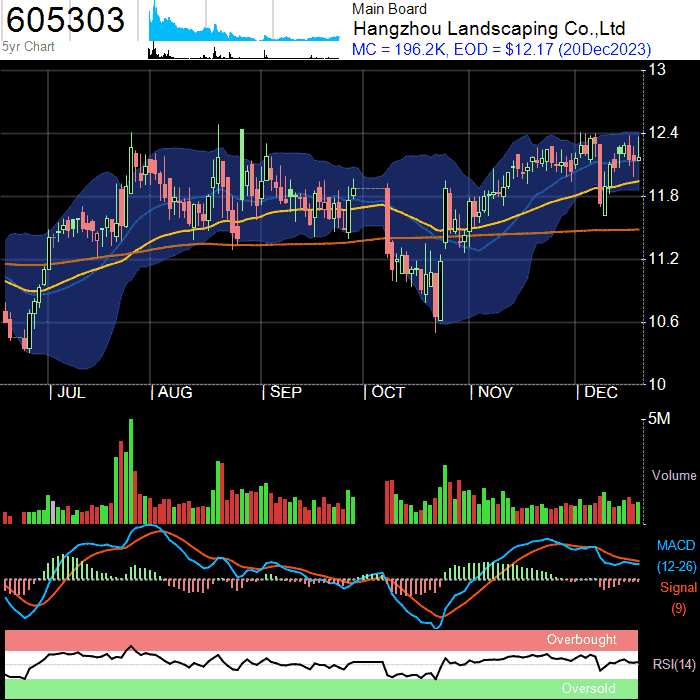 605303
5yr Chart
Main Board
Hangzhou Landscaping Co.,Ltd
MC = 196.2K, EOD = $12.17 (20Dec2023)
13
12.4
11.8
11.2
10.6
10
| JUL | AUG | SEP | OCT | NOV | DEC
5M
Volume
MACD
(12-26)
Signal
(9)
Overbought
RSI(14)
Oversold